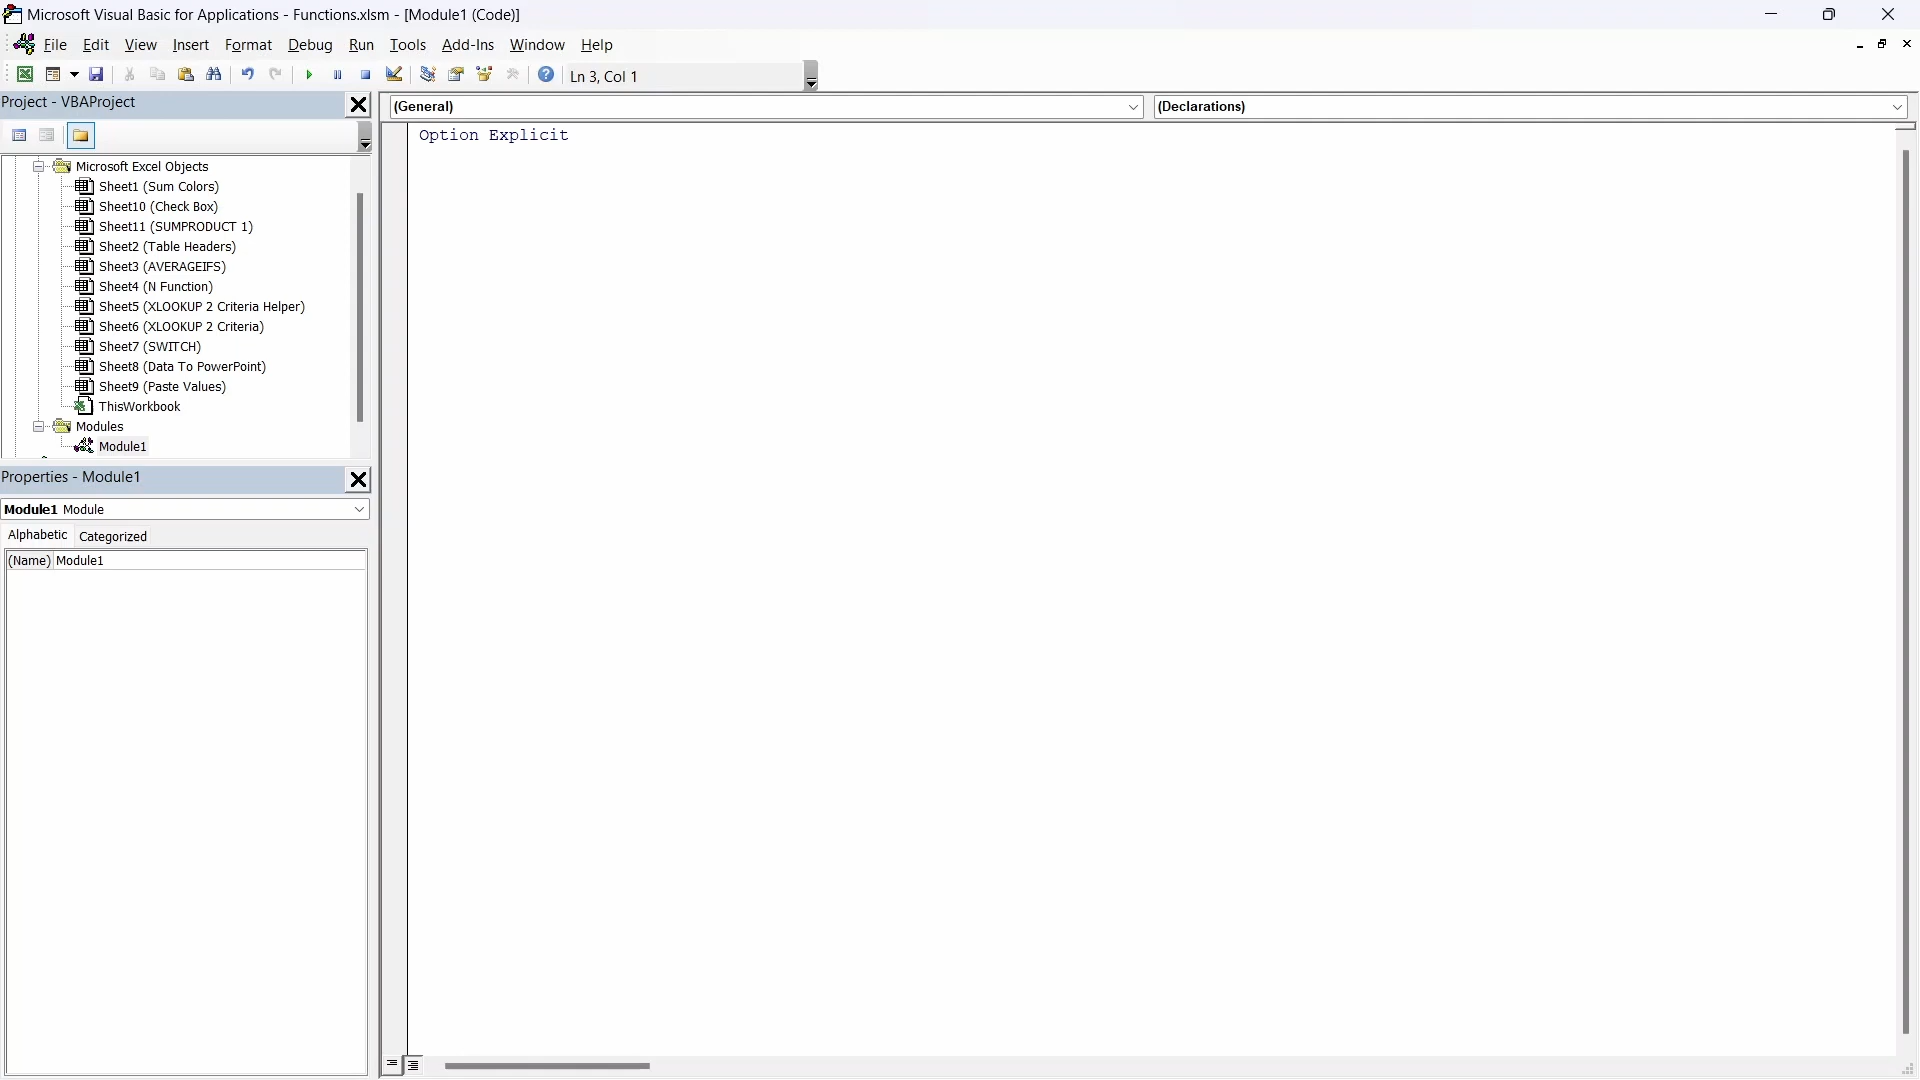 Microsoft Visual Basic for Applications - Functions.xlsm - [Module1 (Code)]
File Edit View Insert Format Debug Run Tools Add-Ins Window Help
Ln 3, Col 1
Project - VBAProject
(General)
(Declarations)
Option Explicit
Microsoft Excel Objects
Sheet1 (Sum Colors)
Sheet10 (Check Box)
Sheet11 (SUMPRODUCT 1)
Sheet2 (Table Headers)
Sheet3 (AVERAGEIFS)
Sheet4 (N Function)
Sheet5 (XLOOKUP 2 Criteria Helper)
Sheet6 (XLOOKUP 2 Criteria)
Sheet7 (SWITCH)
Sheet8 (Data To PowerPoint)
Sheet9 (Paste Values)
ThisWorkbook
Modules
Module1
Properties - Module1
Module1 Module
Alphabetic Categorized
(Name) Module1